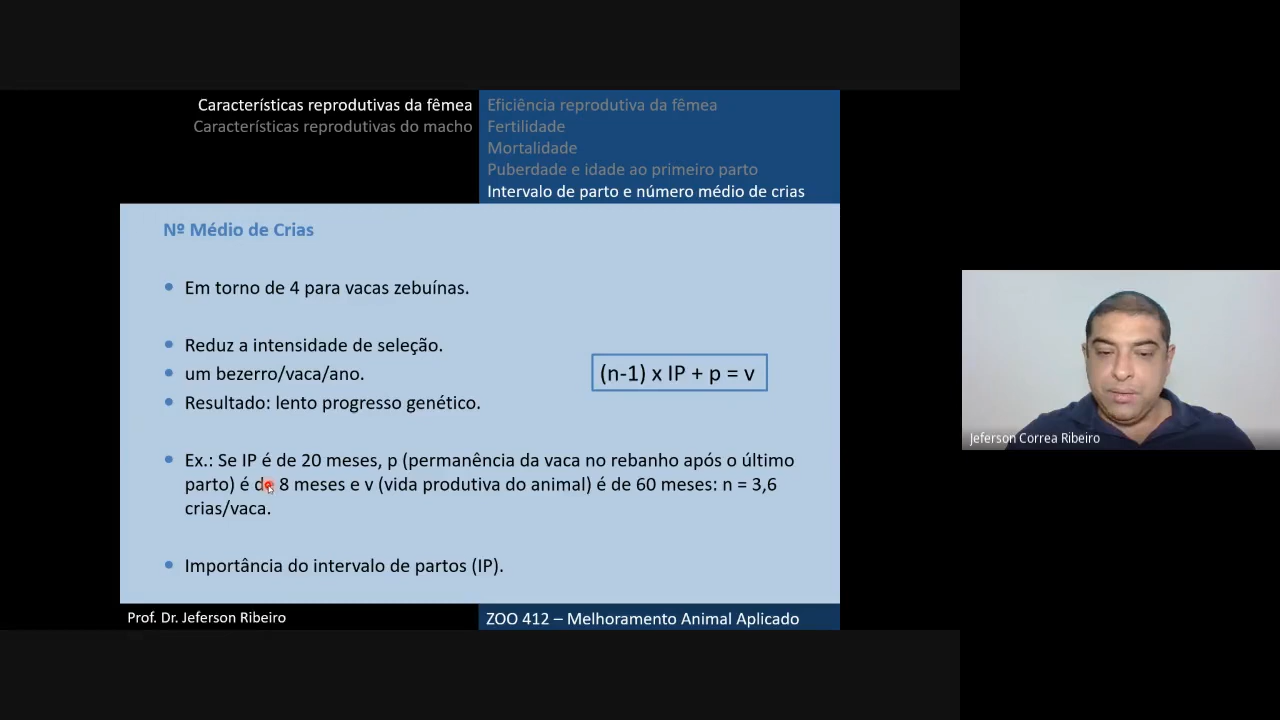 Características reprodutivas da fêmea
Características reprodutivas do macho
Eficiência reprodutiva da fêmea
Fertilidade
Mortalidade
Puberdade e idade ao primeiro parto
Intervalo de parto e número médio de crias
Nº Médio de Crias
Em torno de 4 para vacas zebuínas.
Reduz a intensidade de seleção.
um bezerro/vaca/ano.
Resultado: lento progresso genético.
(n-1) x IP + p = v
Ex.: Se IP é de 20 meses, p (permanência da vaca no rebanho após o último
parto) é de 8 meses e v (vida produtiva do animal) é de 60 meses: n = 3,6
crias/vaca.
Importância do intervalo de partos (IP).
Prof. Dr. Jeferson Ribeiro
ZOO 412 – Melhoramento Animal Aplicado
Jeferson Correa Ribeiro